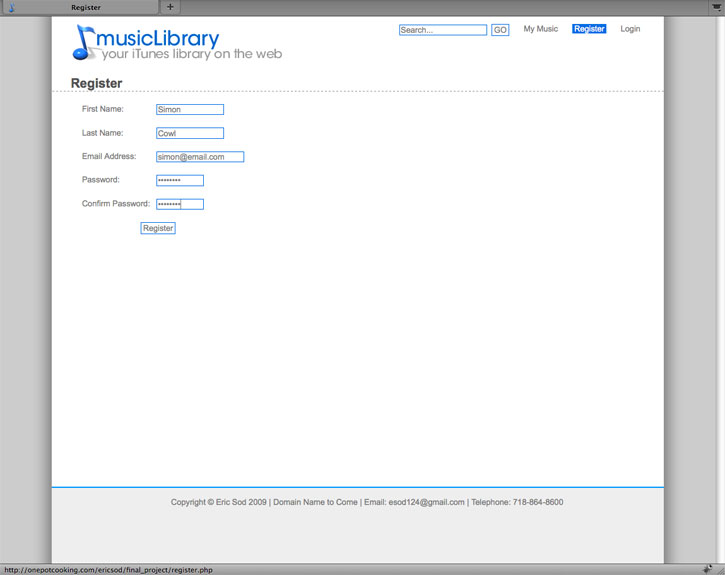 Register
musicLibrary
your iTunes library on the web
Search... GO My Music Register Login
Register
First Name: Simon
Last Name: Cowl
Email Address: simon@email.com
Password: ••••••••
Confirm Password: ••••••••
Register
Copyright © Eric Sod 2009 | Domain Name to Come | Email: esod124@gmail.com | Telephone: 718-864-8600
http://onepotcooking.com/ericsod/final_project/register.php